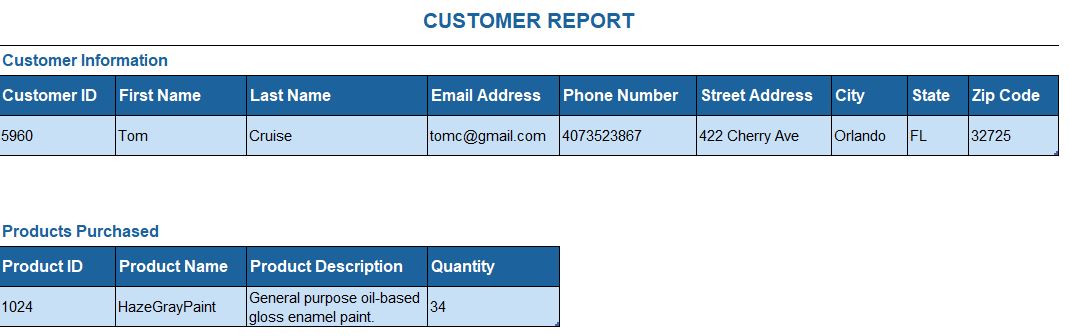 CUSTOMER REPORT
Customer Information
Customer ID First Name Last Name Email Address Phone Number Street Address City State Zip Code
5960 Tom Cruise tomc@gmail.com 4073523867 422 Cherry Ave Orlando FL 32725
Products Purchased
Product ID Product Name Product Description Quantity
1024 HazeGrayPaint General purpose oil-based 34
gloss enamel paint.